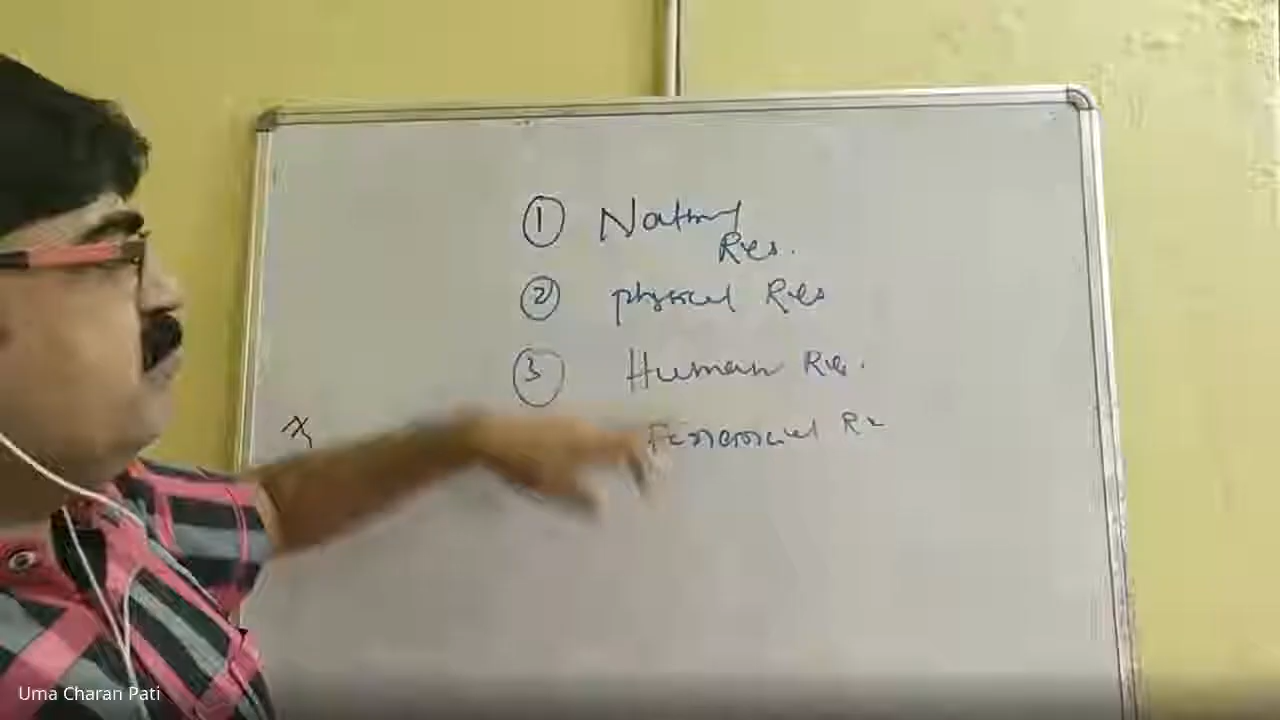 ① Natural
Res.
② physical Res
③ Human Res.
Financial Re
x
Uma Charan Pati